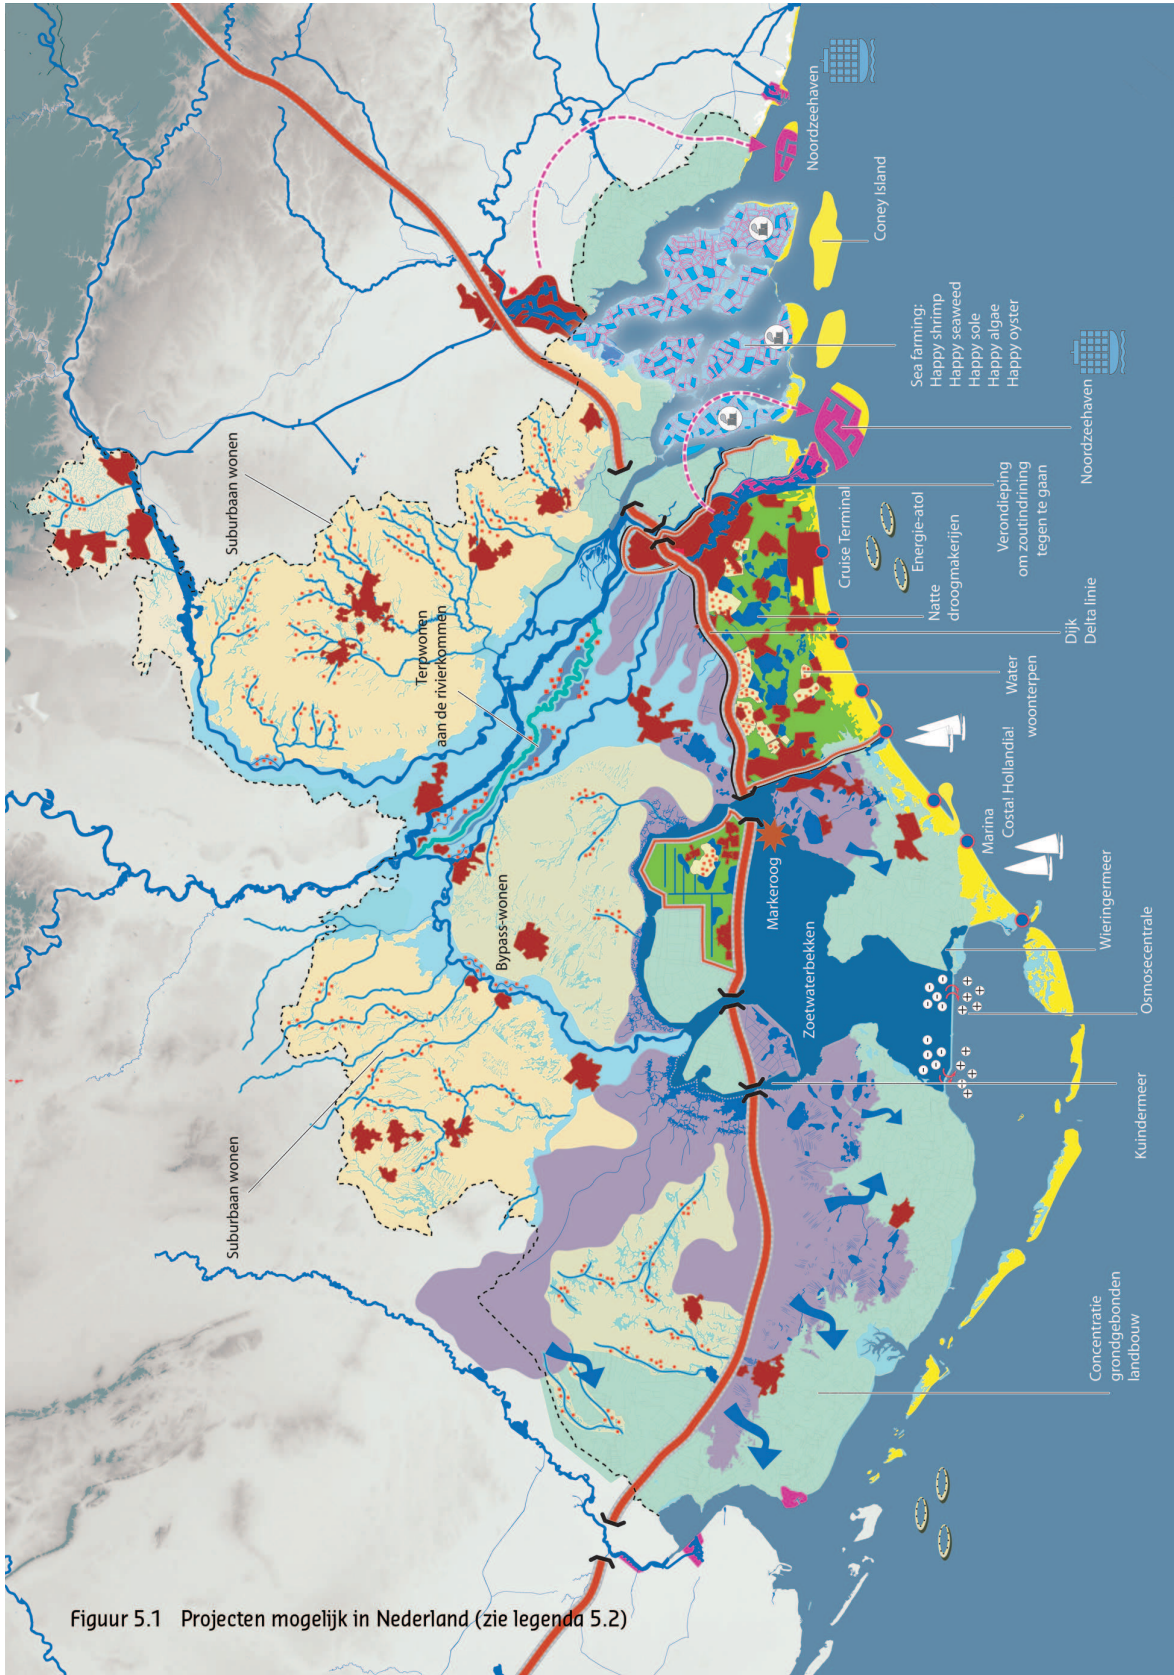 Noordzeehaven
Coney Island
Sea farming:
Happy shrimp
Happy seaweed
Happy sole
Happy algae
Happy oyster
Noordzeehaven
Suburbaan wonen
Terpwonen
aan de rivierkommen
Cruise Terminal
Energie-atol
Verondieping
om zoutindrining
tegen te gaan
Natte
droogmakerijen
Dijk
Delta linie
Water
woonterpen
Marina
Costa! Hollandia!
Markeroog
Bypass-wonen
Zoetwaterbekken
Wieringermeer
Osmosecentrale
Kuindermeer
Suburbaan wonen
Concentratie
grondgebonden
landbouw
Figuur 5.1 Projecten mogelijk in Nederland (zie legenda 5.2)